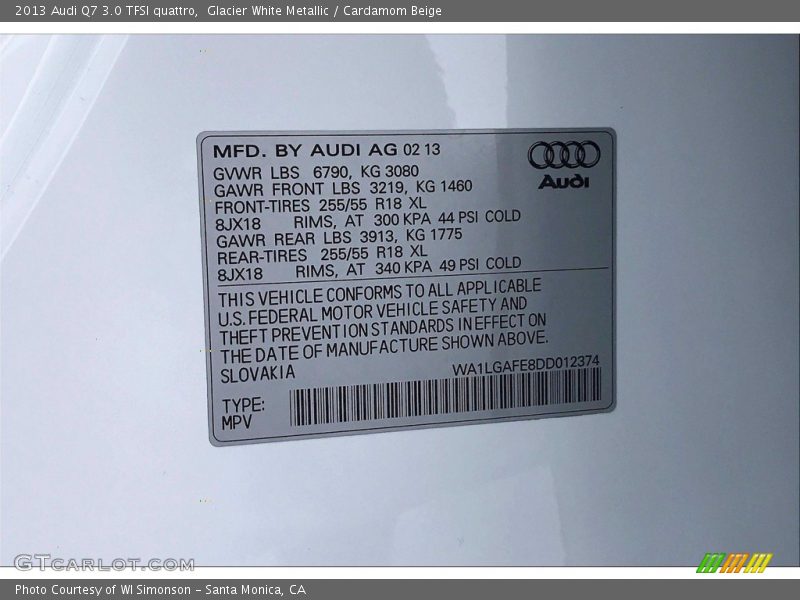 2013 Audi Q7 3.0 TFSI quattro,  Glacier White Metallic / Cardamom Beige
MFD. BY AUDI AG 02 13
Audi
GVWR LBS 6790, KG 3080
GAWR FRONT LBS 3219, KG 1460
FRONT-TIRES 255/55 R18 XL
8JX18 RIMS, AT 300 KPA 44 PSI COLD
GAWR REAR LBS 3913, KG 1775
REAR-TIRES 255/55 R18 XL
8JX18 RIMS, AT 340 KPA 49 PSI COLD
THIS VEHICLE CONFORMS TO ALL APPLICABLE
U.S. FEDERAL MOTOR VEHICLE SAFETY AND
THEFT PREVENTION STANDARDS IN EFFECT ON
THE DATE OF MANUFACTURE SHOWN ABOVE.
SLOVAKIA WA1LGAFE8DD012374
TYPE:
MPV
GTCARLOT.COM
Photo Courtesy of WI Simonson – Santa Monica, CA